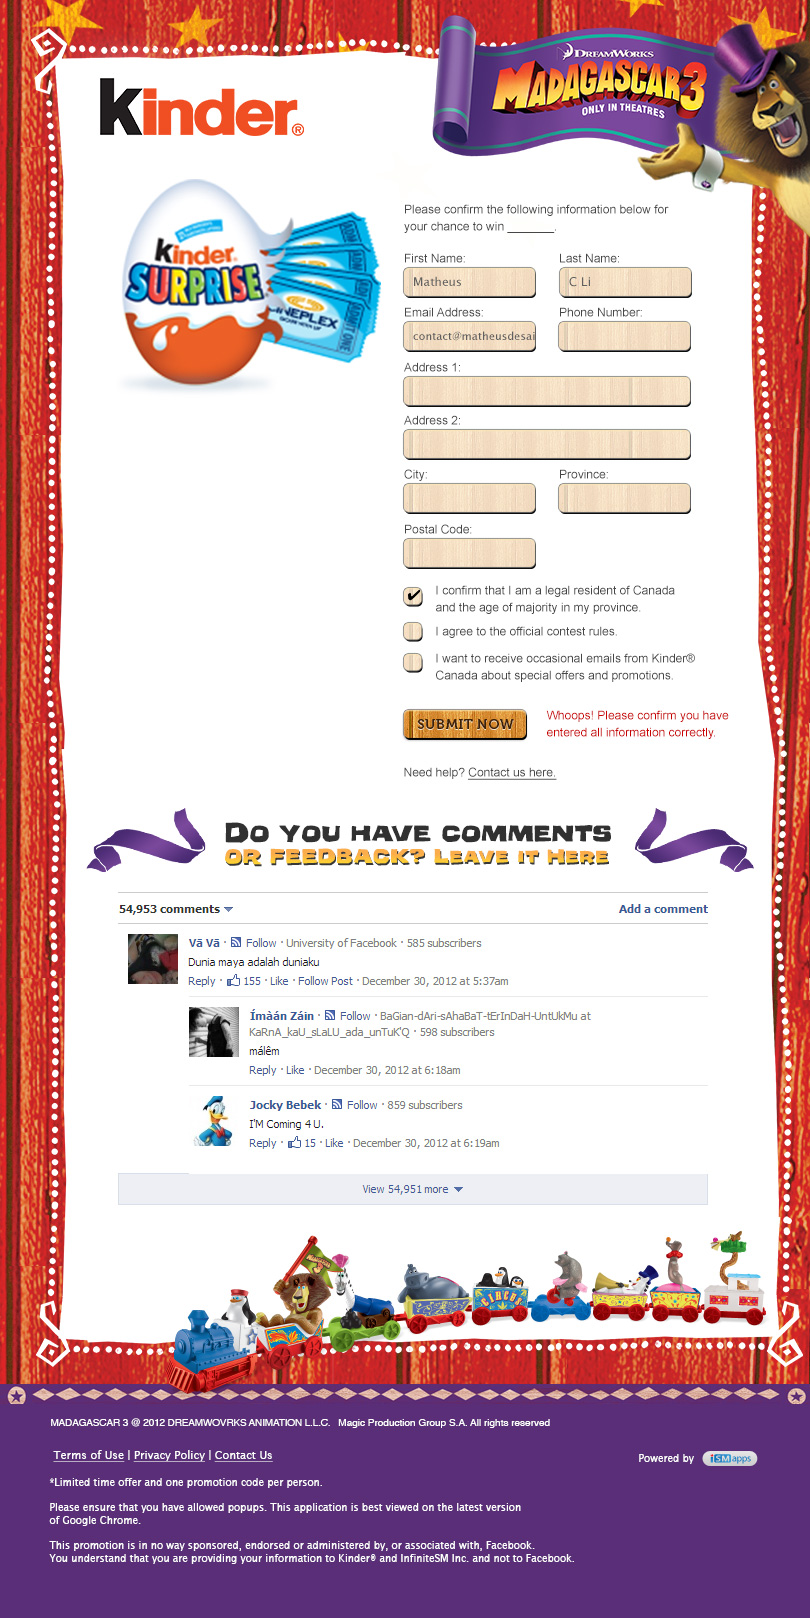 DREAMWORKS
MADAGASCAR 3
ONLY IN THEATRES
kinder®
kinder
SURPRISE
CINEPLEX
ADMIT ONE
Please confirm the following information below for
your chance to win _______.
First Name: Last Name:
Matheus C Li
Email Address: Phone Number:
contact@matheusdesai
Address 1:
Address 2:
City: Province:
Postal Code:
I confirm that I am a legal resident of Canada
and the age of majority in my province.
I agree to the official contest rules.
I want to receive occasional emails from Kinder®
Canada about special offers and promotions.
SUBMIT NOW
Whoops! Please confirm you have
entered all information correctly.
Need help? Contact us here.
DO YOU HAVE COMMENTS
OR FEEDBACK? LEAVE IT HERE
54,953 comments Add a comment
Vã Vã · Follow · University of Facebook · 585 subscribers
Dunia maya adalah duniaku
Reply · 155 · Like · Follow Post · December 30, 2012 at 5:37am
Ímàán Záin · Follow · BaGian-dAri-sAhaBaT-tErInDaH-UntUkMu at
KaRnA_kaU_sLaLU_ada_unTuK'Q · 598 subscribers
málêm
Reply · Like · December 30, 2012 at 6:18am
Jocky Bebek · Follow · 859 subscribers
I'M Coming 4 U.
Reply · 15 · Like · December 30, 2012 at 6:19am
View 54,951 more
CIRCUS
MADAGASCAR 3 @ 2012 DREAMWOVRKS ANIMATION L.L.C. Magic Production Group S.A. All rights reserved
Terms of Use | Privacy Policy | Contact Us
Powered by iSMapps
*Limited time offer and one promotion code per person.
Please ensure that you have allowed popups. This application is best viewed on the latest version
of Google Chrome.
This promotion is in no way sponsored, endorsed or administered by, or associated with, Facebook.
You understand that you are providing your information to Kinder® and InfiniteSM Inc. and not to Facebook.